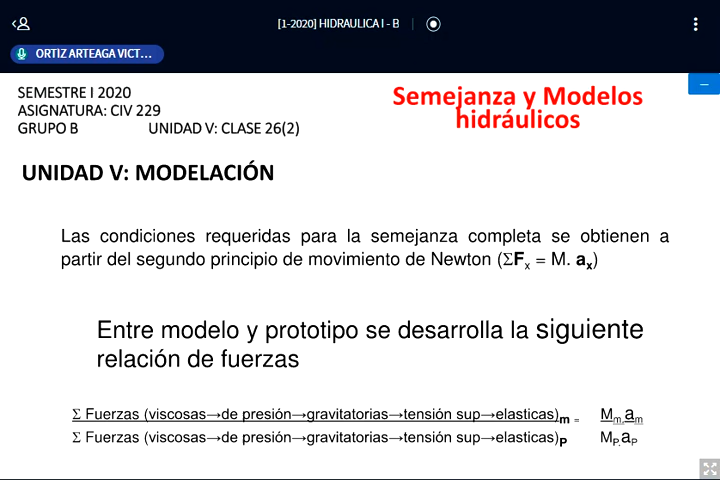 [1-2020] HIDRAULICA I - B
ORTIZ ARTEAGA VICT...
SEMESTRE I 2020
ASIGNATURA: CIV 229
GRUPO B UNIDAD V: CLASE 26(2)
Semejanza y Modelos
hidráulicos
UNIDAD V: MODELACIÓN
Las condiciones requeridas para la semejanza completa se obtienen a
partir del segundo principio de movimiento de Newton (ΣFx = M. ax)
Entre modelo y prototipo se desarrolla la siguiente
relación de fuerzas
Σ Fuerzas (viscosas→de presión→gravitatorias→tensión sup→elasticas)m = Mm.am
Σ Fuerzas (viscosas→de presión→gravitatorias→tensión sup→elasticas)P MP.aP